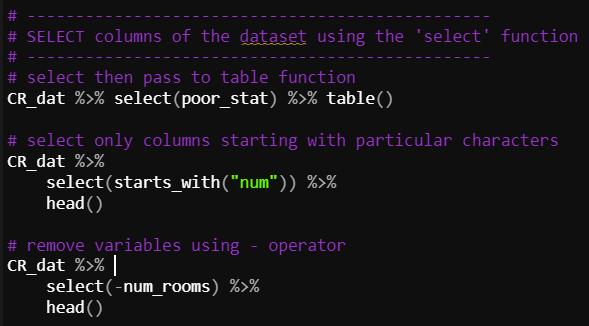 # ------------------------------------------------
# SELECT columns of the dataset using the 'select' function
# ------------------------------------------------
# select then pass to table function
CR_dat %>% select(poor_stat) %>% table()
# select only columns starting with particular characters
CR_dat %>%
    select(starts_with("num")) %>%
    head()
# remove variables using - operator
CR_dat %>%
    select(-num_rooms) %>%
    head()